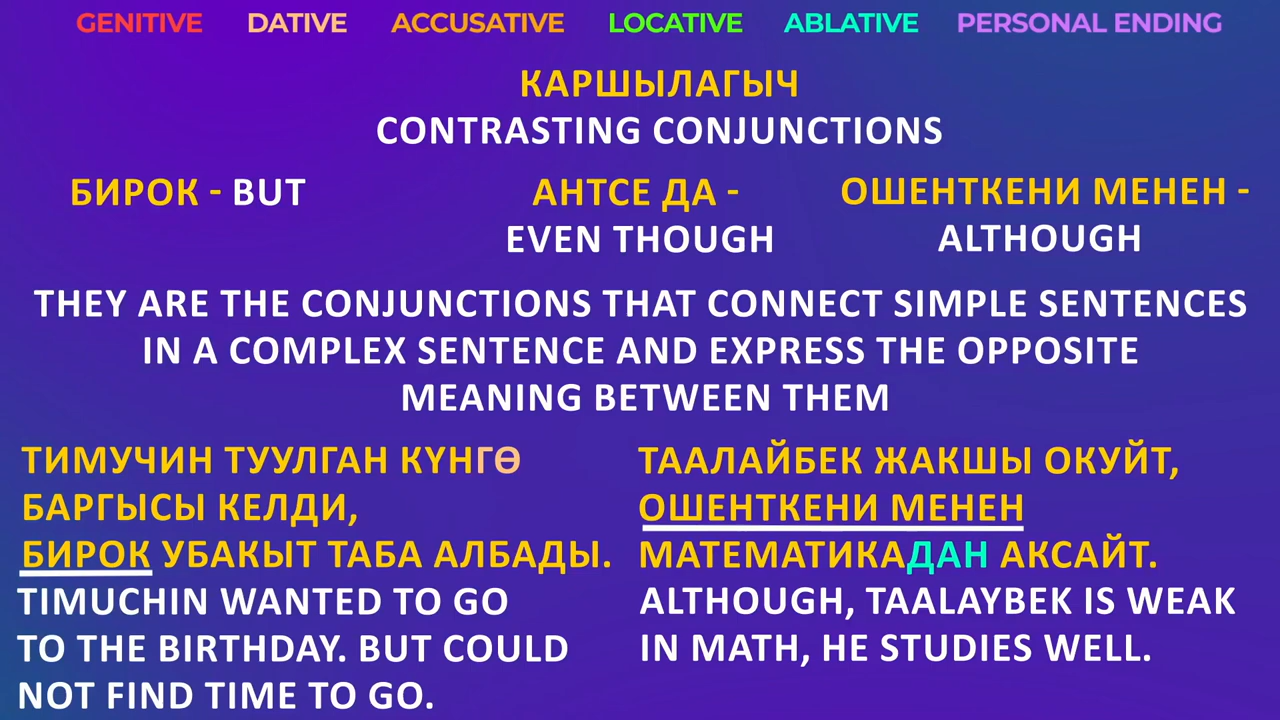 GENITIVE DATIVE ACCUSATIVE LOCATIVE ABLATIVE PERSONAL ENDING
КАРШЫЛАГЫЧ
CONTRASTING CONJUNCTIONS
БИРОК - BUT
АНТСЕ ДА -
EVEN THOUGH
ОШЕНТКЕНИ МЕНЕН -
ALTHOUGH
THEY ARE THE CONJUNCTIONS THAT CONNECT SIMPLE SENTENCES
IN A COMPLEX SENTENCE AND EXPRESS THE OPPOSITE
MEANING BETWEEN THEM
ТИМУЧИН ТУУЛГАН КҮНГӨ
БАРГЫСЫ КЕЛДИ,
БИРОК УБАКЫТ ТАБА АЛБАДЫ.
TIMUCHIN WANTED TO GO
TO THE BIRTHDAY. BUT COULD
NOT FIND TIME TO GO.
ТААЛАЙБЕК ЖАКШЫ ОКУЙТ,
ОШЕНТКЕНИ МЕНЕН
МАТЕМАТИКАДАН АКСАЙТ.
ALTHOUGH, TAALAYBEK IS WEAK
IN MATH, HE STUDIES WELL.